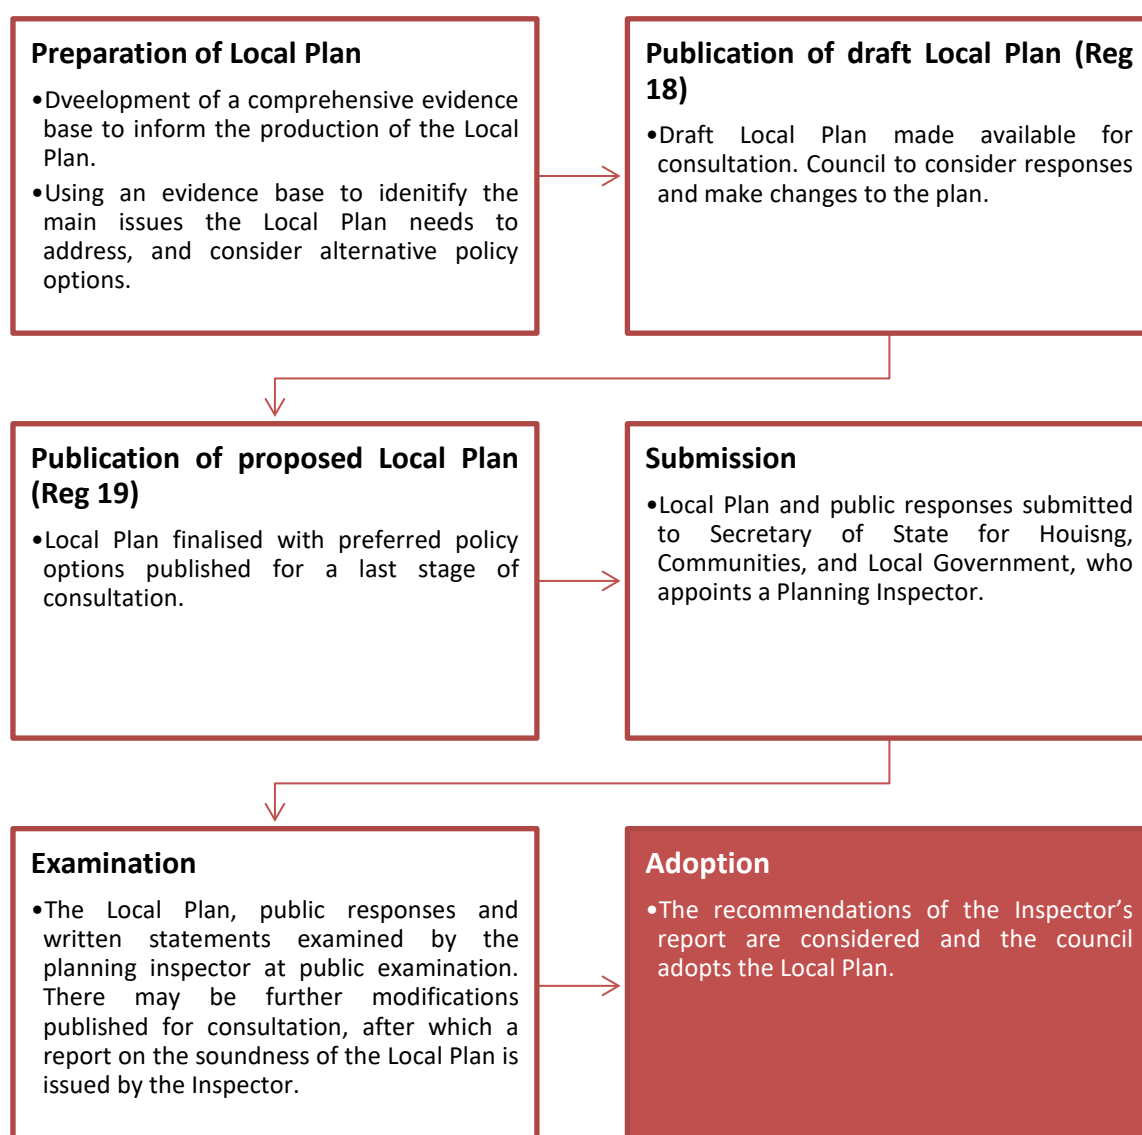 Preparation of Local Plan
•Dveelopment of a comprehensive evidence
base to inform the production of the Local
Plan.
•Using an evidence base to idenitify the
main issues the Local Plan needs to
address, and consider alternative policy
options.
Publication of draft Local Plan (Reg
18)
•Draft Local Plan made available for
consultation. Council to consider responses
and make changes to the plan.
Publication of proposed Local Plan
(Reg 19)
•Local Plan finalised with preferred policy
options published for a last stage of
consultation.
Submission
•Local Plan and public responses submitted
to Secretary of State for Houisng,
Communities, and Local Government, who
appoints a Planning Inspector.
Examination
•The Local Plan, public responses and
written statements examined by the
planning inspector at public examination.
There may be further modifications
published for consultation, after which a
report on the soundness of the Local Plan is
issued by the Inspector.
Adoption
•The recommendations of the Inspector’s
report are considered and the council
adopts the Local Plan.